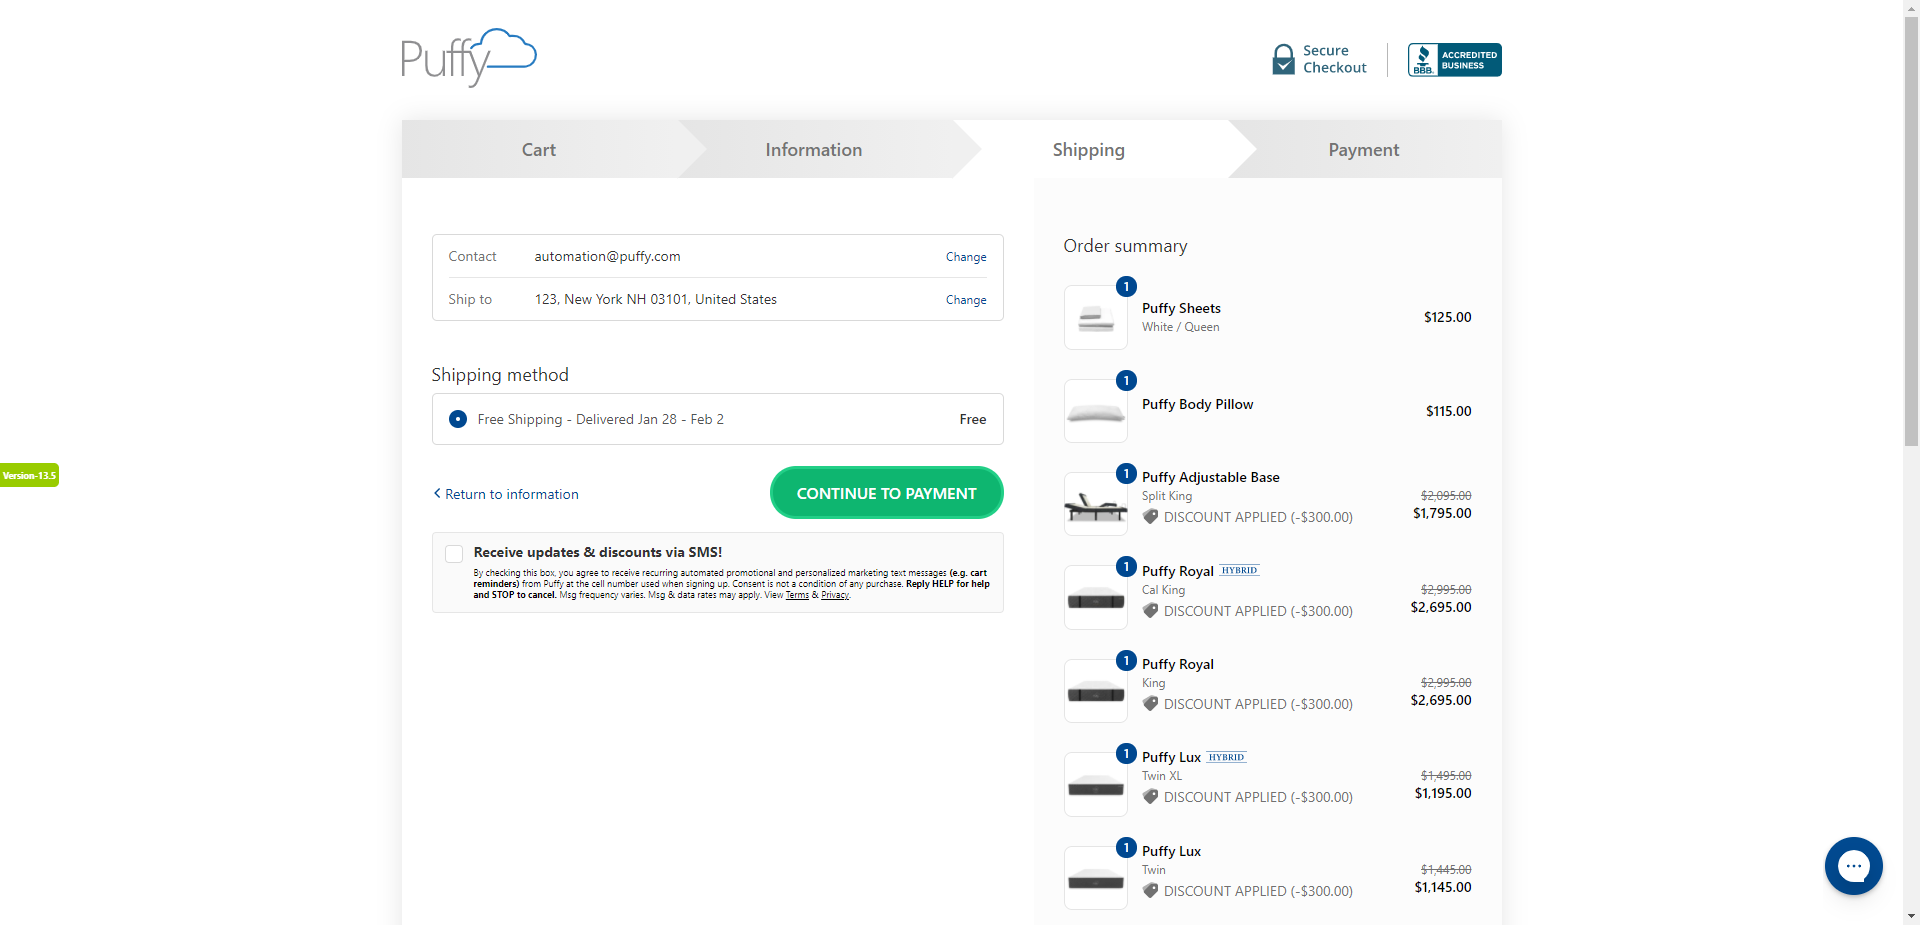 Puffy
Secure
Checkout
BBB.
ACCREDITED
BUSINESS
Cart
Information
Shipping
Payment
Contact
automation@puffy.com
Change
Ship to
123, New York NH 03101, United States
Change
Shipping method
Free Shipping - Delivered Jan 28 - Feb 2
Free
Version-13.5
Return to information
CONTINUE TO PAYMENT
Receive updates & discounts via SMS!
By checking this box, you agree to receive recurring automated promotional and personalized marketing text messages (e.g. cart
reminders) from Puffy at the cell number used when signing up. Consent is not a condition of any purchase. Reply HELP for help
and STOP to cancel. Msg frequency varies. Msg & data rates may apply. View Terms & Privacy.
Order summary
1
Puffy Sheets
White / Queen
$125.00
1
Puffy Body Pillow
$115.00
1
Puffy Adjustable Base
Split King
$2,095.00
DISCOUNT APPLIED (-$300.00)
$1,795.00
1
Puffy Royal HYBRID
Cal King
$2,995.00
DISCOUNT APPLIED (-$300.00)
$2,695.00
1
Puffy Royal
King
$2,995.00
DISCOUNT APPLIED (-$300.00)
$2,695.00
1
Puffy Lux HYBRID
Twin XL
$1,495.00
DISCOUNT APPLIED (-$300.00)
$1,195.00
1
Puffy Lux
Twin
$1,445.00
DISCOUNT APPLIED (-$300.00)
$1,145.00